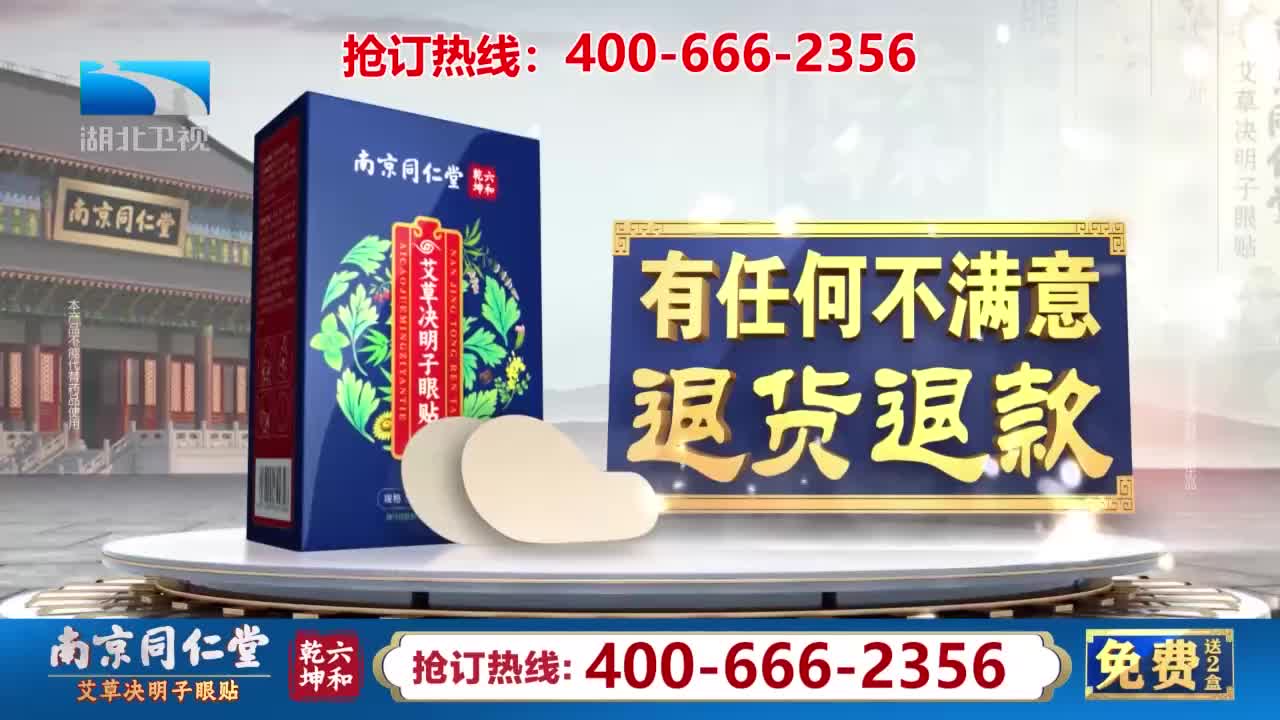 抢订热线：400-666-2356
湖北卫视
南京同仁堂
本产品不能代替药品使用
南京同仁堂
乾坤
六和
艾草决明子眼贴
AICAOJUEMINGZIYANTIE
NAN JING TONG REN TA
规格
有任何不满意
退货退款
艾草决明子眼贴
南京同仁堂
艾草决明子眼贴
乾坤
六和
抢订热线：400-666-2356
免费
送2盒